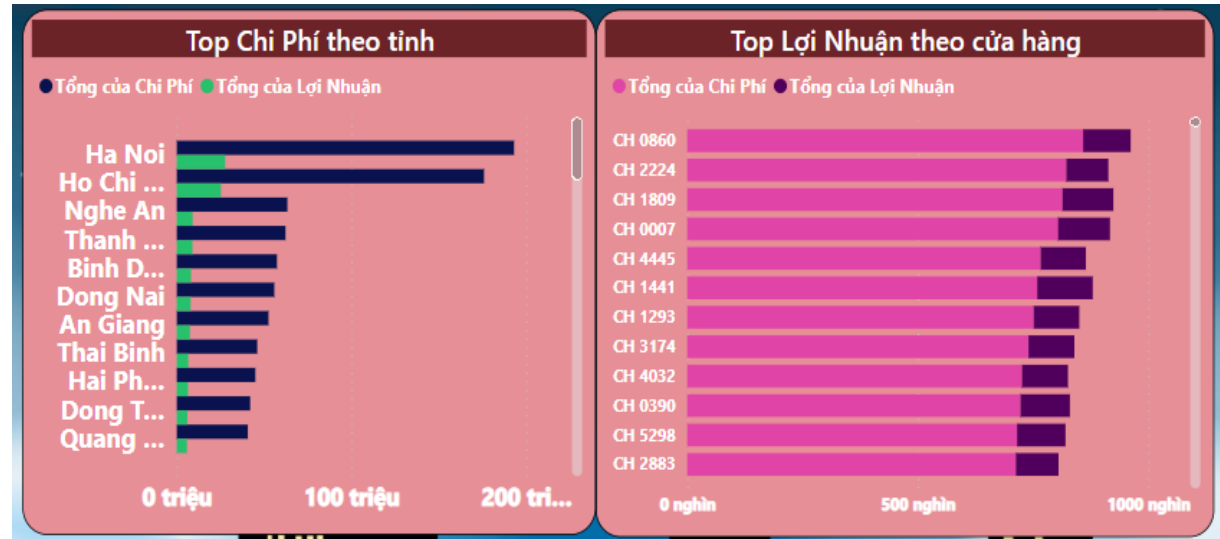 Top Chi Phí theo tỉnh
Tổng của Chi Phí Tổng của Lợi Nhuận
Ha Noi
Ho Chi ...
Nghe An
Thanh ...
Binh D...
Dong Nai
An Giang
Thai Binh
Hai Ph...
Dong T...
Quang ...
0 triệu 100 triệu 200 tri...
Top Lợi Nhuận theo cửa hàng
Tổng của Chi Phí Tổng của Lợi Nhuận
CH 0860
CH 2224
CH 1809
CH 0007
CH 4445
CH 1441
CH 1293
CH 3174
CH 4032
CH 0390
CH 5298
CH 2883
0 nghìn 500 nghìn 1000 nghìn